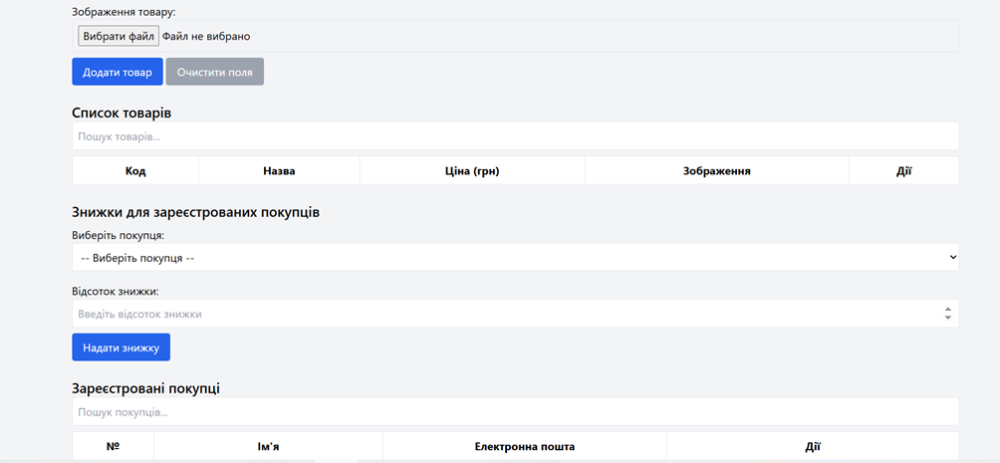 Зображення товару:
Вибрати файл Файл не вибрано
Додати товар Очистити поля
Список товарів
Пошук товарів...
Код Назва Ціна (грн) Зображення Дії
Знижки для зареєстрованих покупців
Виберіть покупця:
-- Виберіть покупця --
Відсоток знижки:
Введіть відсоток знижки
Надати знижку
Зареєстровані покупці
Пошук покупців...
№ Ім'я Електронна пошта Дії